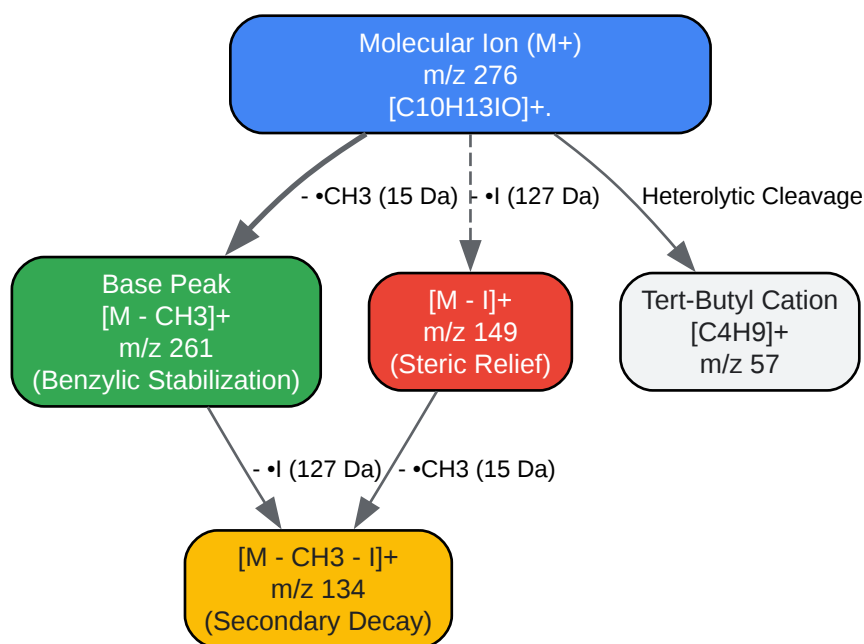 Molecular Ion (M+)
m/z 276
[C10H13IO]+.
- •CH3 (15 Da)
- •I (127 Da)
Heterolytic Cleavage
Base Peak
[M - CH3]+
m/z 261
(Benzylic Stabilization)
[M - I]+
m/z 149
(Steric Relief)
Tert-Butyl Cation
[C4H9]+
m/z 57
- •I (127 Da)
- •CH3 (15 Da)
[M - CH3 - I]+
m/z 134
(Secondary Decay)